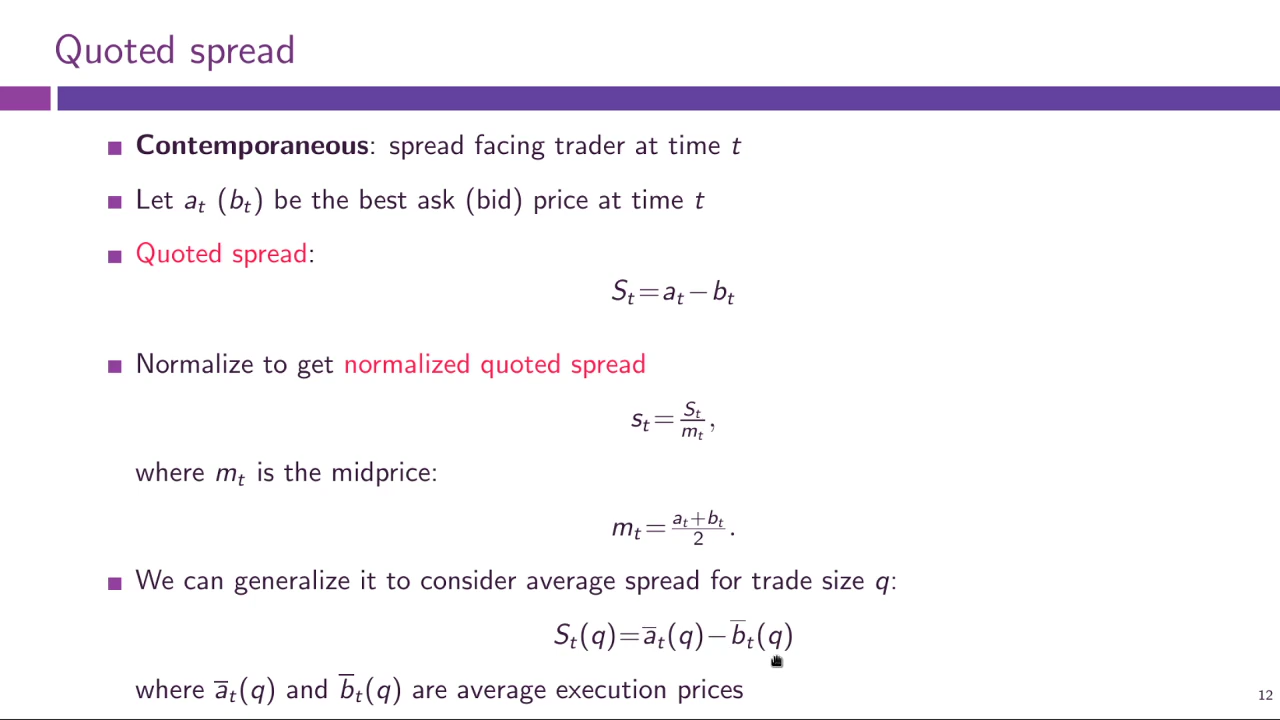 Quoted spread
Contemporaneous: spread facing trader at time t
Let a_t (b_t) be the best ask (bid) price at time t
Quoted spread:
S_t=a_t−b_t
Normalize to get normalized quoted spread
s_t=S_t/m_t,
where m_t is the midprice:
m_t=(a_t+b_t)/2.
We can generalize it to consider average spread for trade size q:
S_t(q)=a̅_t(q)−b̅_t(q)
where a̅_t(q) and b̅_t(q) are average execution prices
12